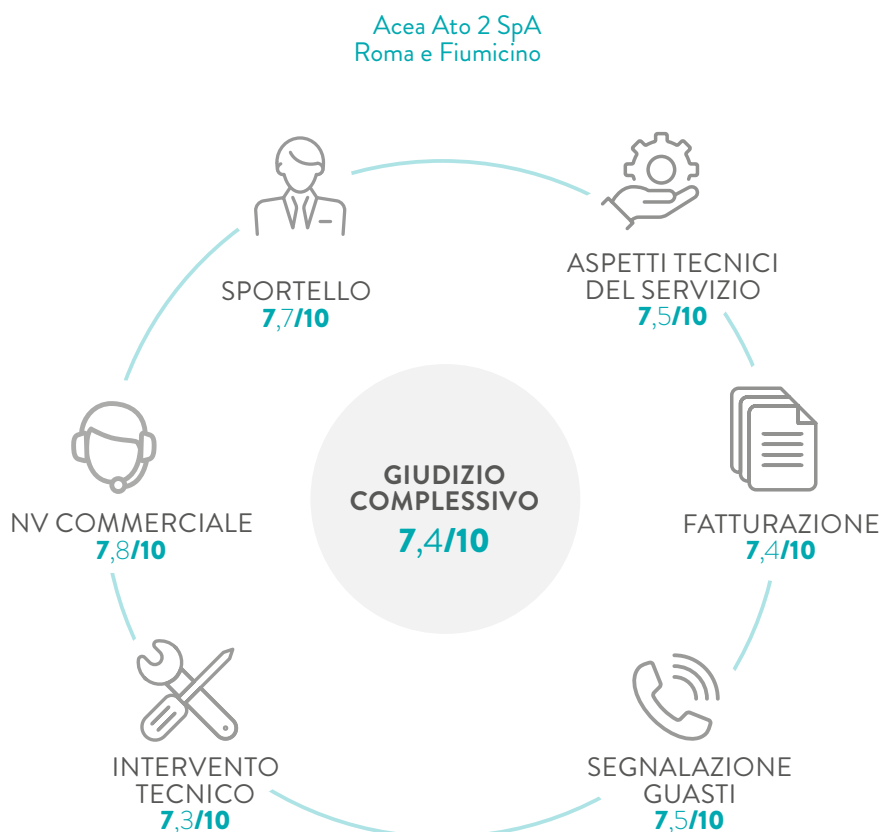 Acea Ato 2 SpA
Roma e Fiumicino
SPORTELLO
7,7/10
ASPETTI TECNICI
DEL SERVIZIO
7,5/10
NV COMMERCIALE
7,8/10
GIUDIZIO
COMPLESSIVO
7,4/10
FATTURAZIONE
7,4/10
INTERVENTO
TECNICO
7,3/10
SEGNALAZIONE
GUASTI
7,5/10